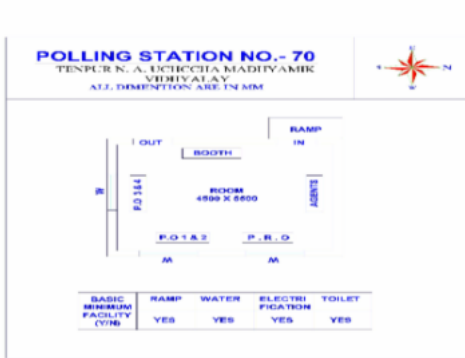 POLLING STATION NO.- 70
TENPUR N. A. UCHCCHA MADHYAMIK
VIDHYALAY
ALL DIMENTION ARE IN MM
S
N
W
RAMP
OUT
IN
BOOTH
W
P.O 3 & 4
ROOM
4500 X 5500
AGENTS
P.O 1 & 2
P . R . O
W
W
BASIC MINIMUM FACILITY (Y/N)
RAMP
WATER
ELECTRI FICATION
TOILET
YES
YES
YES
YES